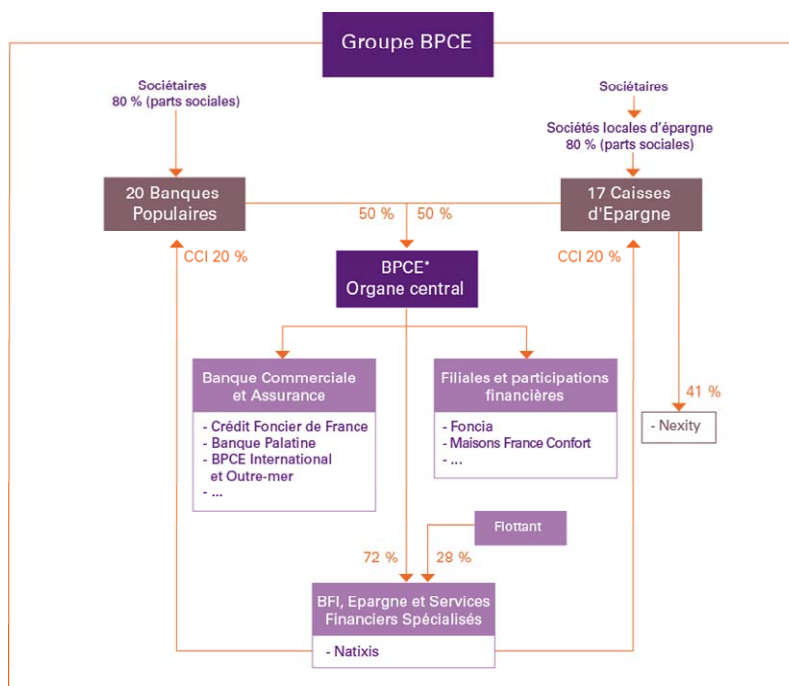 Groupe BPCE
Sociétaires
80 % (parts sociales)
Sociétaires
Sociétés locales d'épargne
80 % (parts sociales)
20 Banques
Populaires
17 Caisses
d'Epargne
50 %
50 %
CCI 20 %
CCI 20 %
BPCE*
Organe central
Banque Commerciale
et Assurance
- Crédit Foncier de France
- Banque Palatine
- BPCE International
et Outre-mer
- ...
Filiales et participations
financières
- Foncia
- Maisons France Confort
- ...
41 %
- Nexity
Flottant
72 %
28 %
BFI, Epargne et Services
Financiers Spécialisés
- Natixis